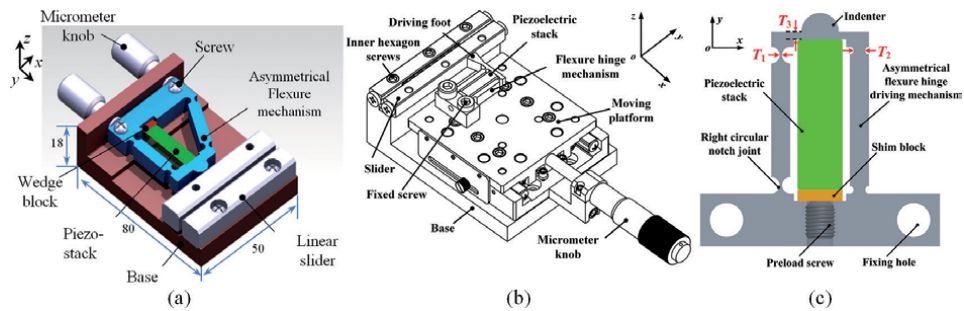 Micrometer
knob
z
x
y
Screw
Asymmetrical
Flexure
mechanism
18
Wedge
block
Piezo-
stack
80
Base
50
Linear
slider
(a)
Driving foot
Inner hexagon
screws
Piezoelectric
stack
Flexure hinge
mechanism
z
o
x
Moving
platform
Slider
Fixed screw
Base
Micrometer
knob
(b)
y
o
x
T3
Indenter
T1
T2
Piezoelectric
stack
Asymmetrical
flexure hinge
driving mechanism
Right circular
notch joint
Shim block
Preload screw
Fixing hole
(c)